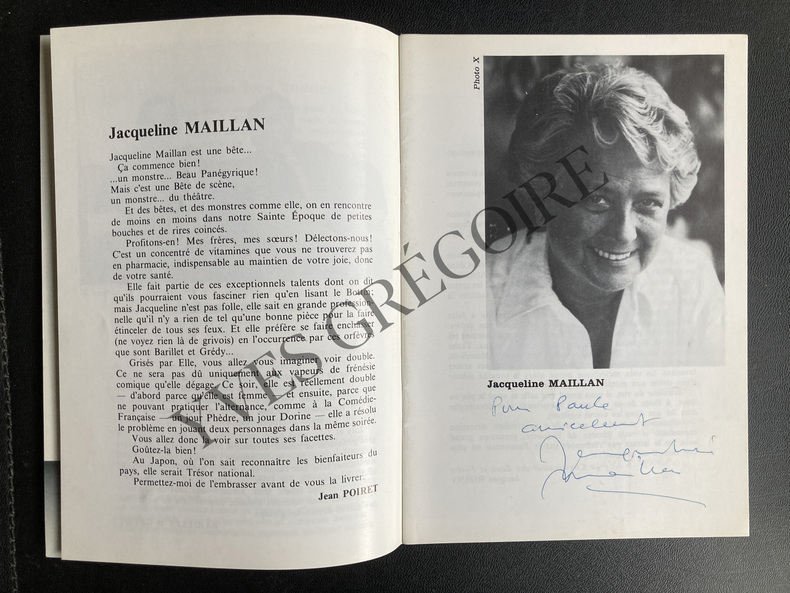 Jacqueline MAILLAN
Jacqueline Maillan est une bête...
Ça commence bien!
...un monstre... Beau Panégyrique!
Mais c'est une Bête de scène,
un monstre... du théâtre.
Et des bêtes, et des monstres comme elle, on en rencontre
de moins en moins dans notre Sainte Époque de petites
bouches et de rires coincés.
Profitons-en! Mes frères, mes sœurs! Délectons-nous!
C'est un concentré de vitamines que vous ne trouverez pas
en pharmacie, indispensable au maintien de votre joie, donc
de votre santé.
Elle fait partie de ces exceptionnels talents dont on dit
qu'ils pourraient vous fasciner rien qu'en lisant le Bottin;
mais Jacqueline n'est pas folle, elle sait en grande profession-
nelle qu'il n'y a rien de tel qu'une bonne pièce pour la faire
étinceler de tous ses feux. Et elle préfère se faire enchasser
(ne voyez rien là de grivois) en l'occurrence par ces orfèvres
que sont Barillet et Grédy...
Grisés par Elle, vous allez vous imaginer voir double.
Ce ne sera pas dû uniquement aux vapeurs de frénésie
comique qu'elle dégage. Ce soir, elle est réellement double
— d'abord parce qu'elle est femme — et ensuite, parce que
ne pouvant pratiquer l'alternance, comme à la Comédie-
Française — un jour Phèdre, un jour Dorine — elle a résolu
le problème en jouant deux personnages dans la même soirée.
Vous allez donc la voir sur toutes ses facettes.
Goûtez-la bien!
Au Japon, où l'on sait reconnaître les bienfaiteurs du
pays, elle serait Trésor national.
Permettez-moi de l'embrasser avant de vous la livrer.
Jean POIRET
Photo X
Jacqueline MAILLAN
Pour Paule
amicalement
Jacqueline
Maillan
YVES GRÉGOIRE